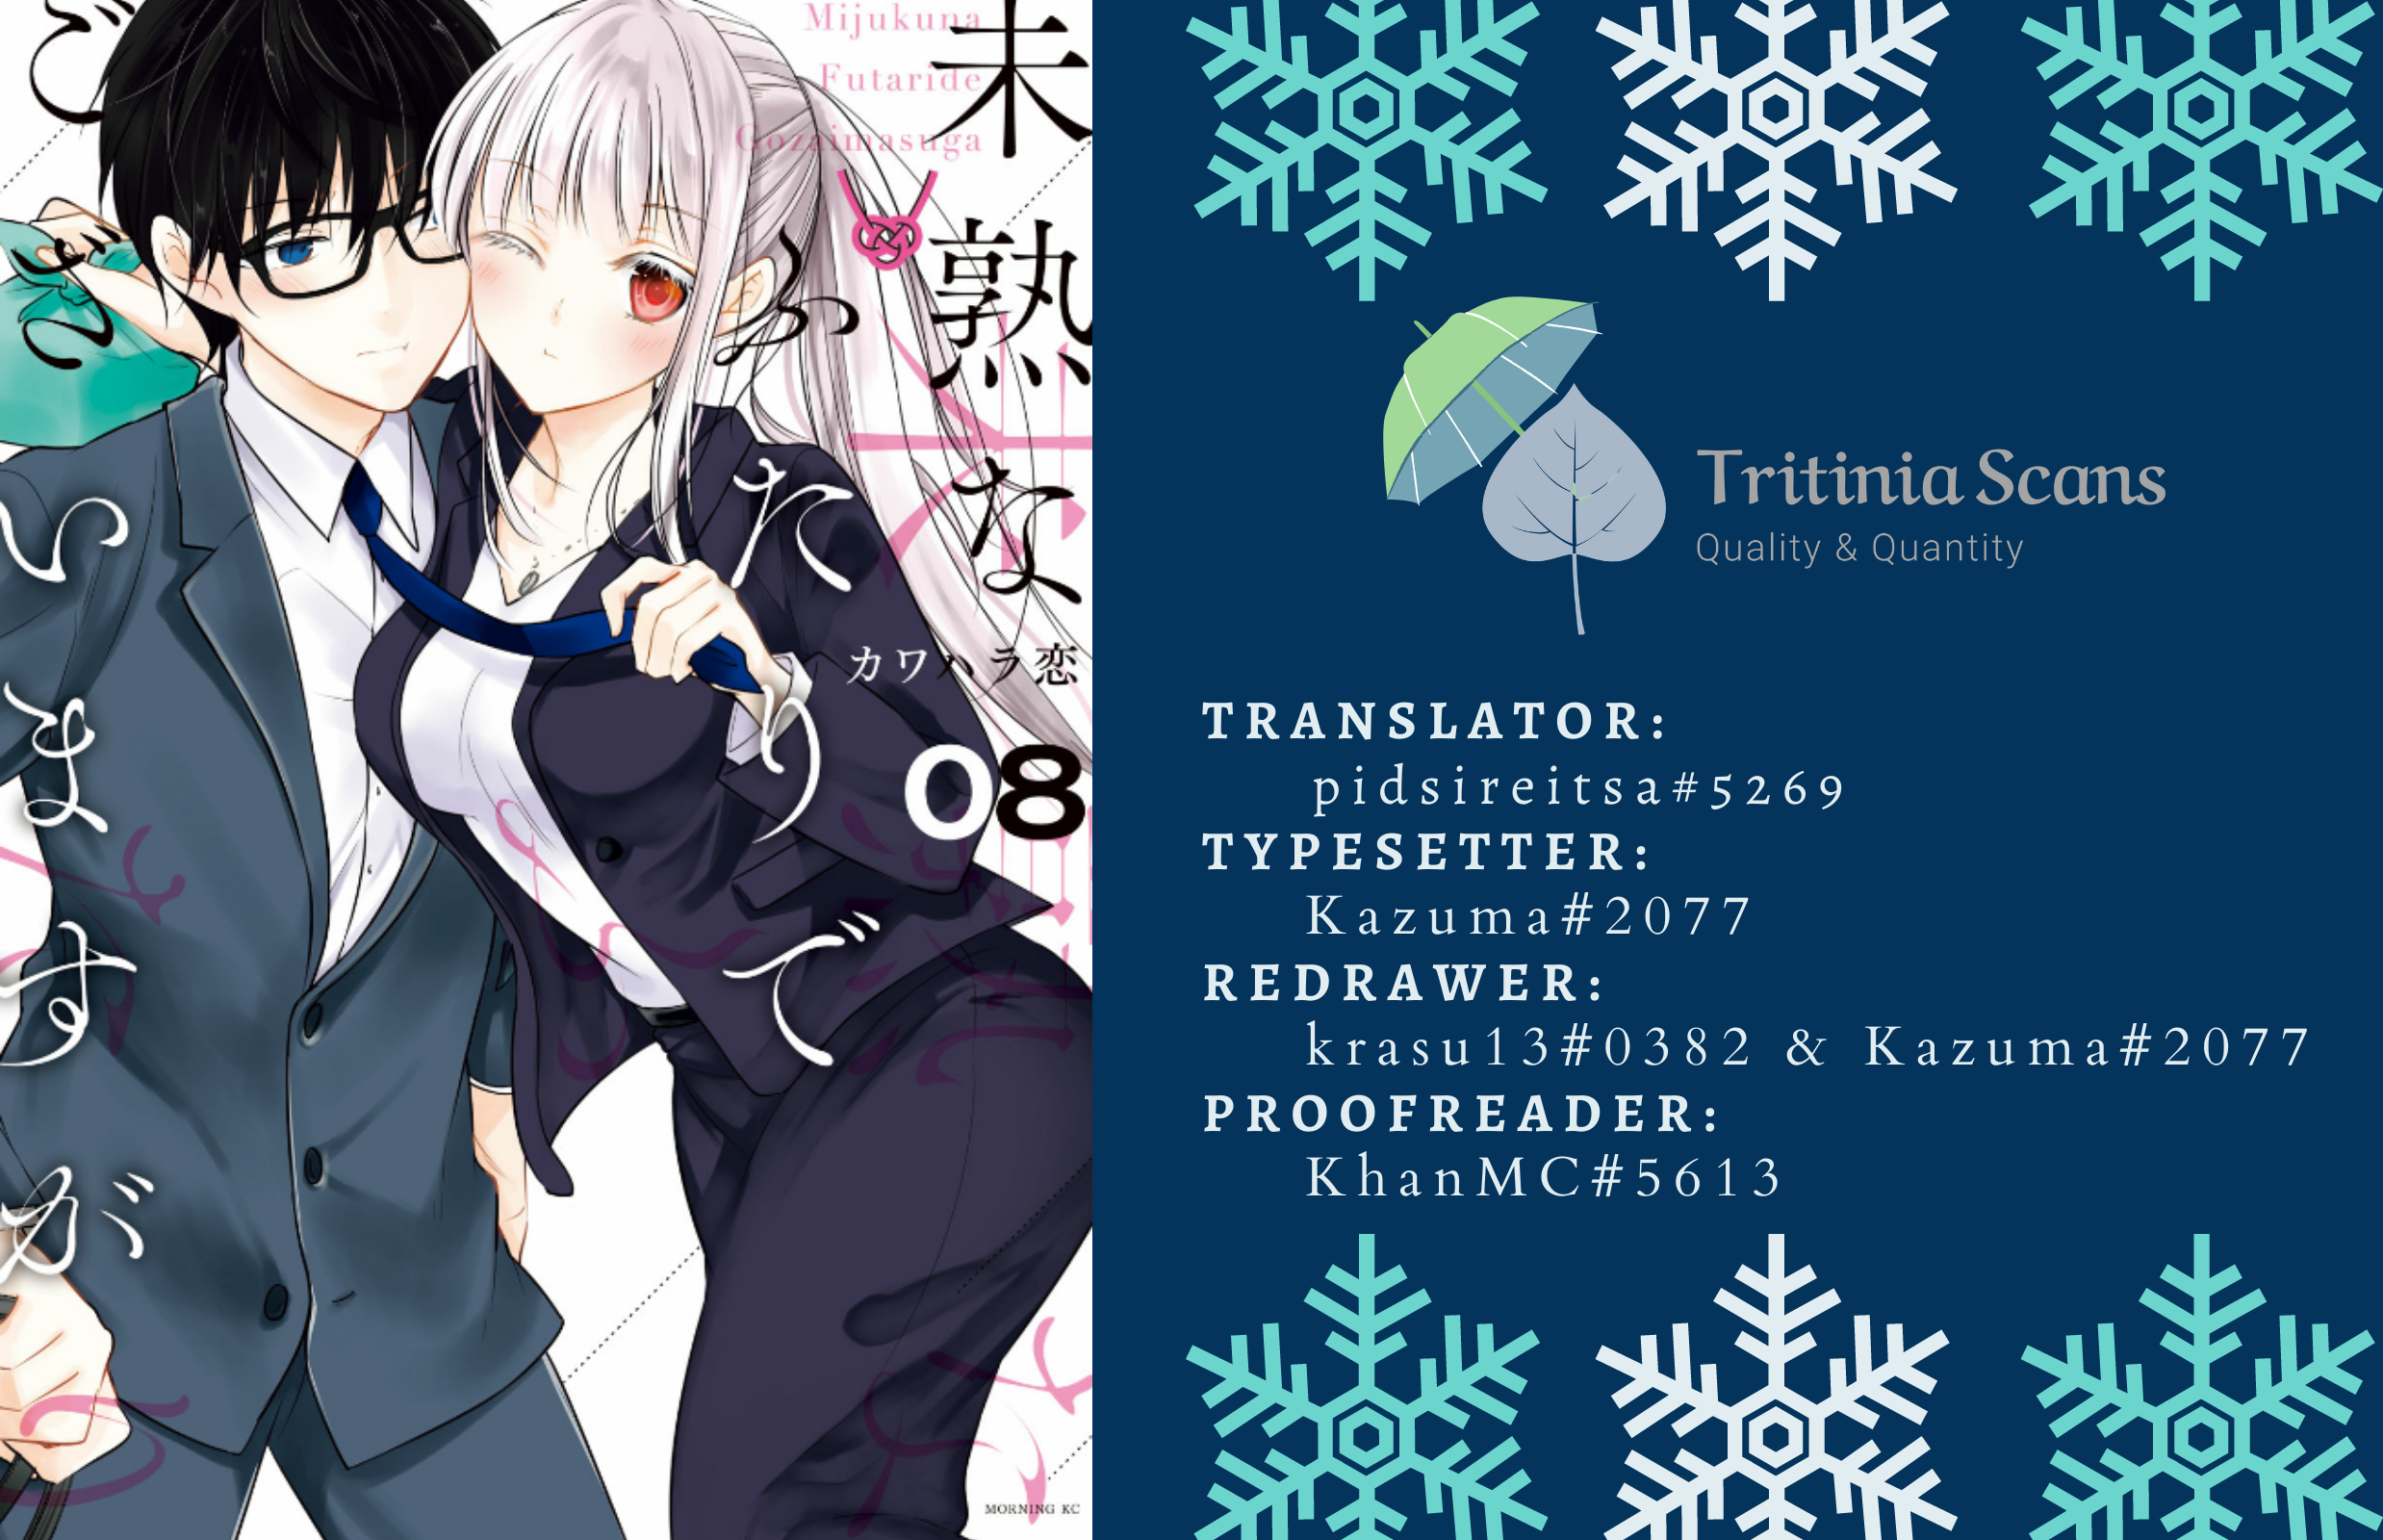 Mijukuna
Futaride
Gozaimasuga
未熟な
ふたりで
ございますが
カワハラ恋
08
MORNING KC
Tritinia Scans
Quality & Quantity
TRANSLATOR:
pidsireitsa#5269
TYPESETTER:
Kazuma#2077
REDRAWER:
krasu13#0382 & Kazuma#2077
PROOFREADER:
KhanMC#5613